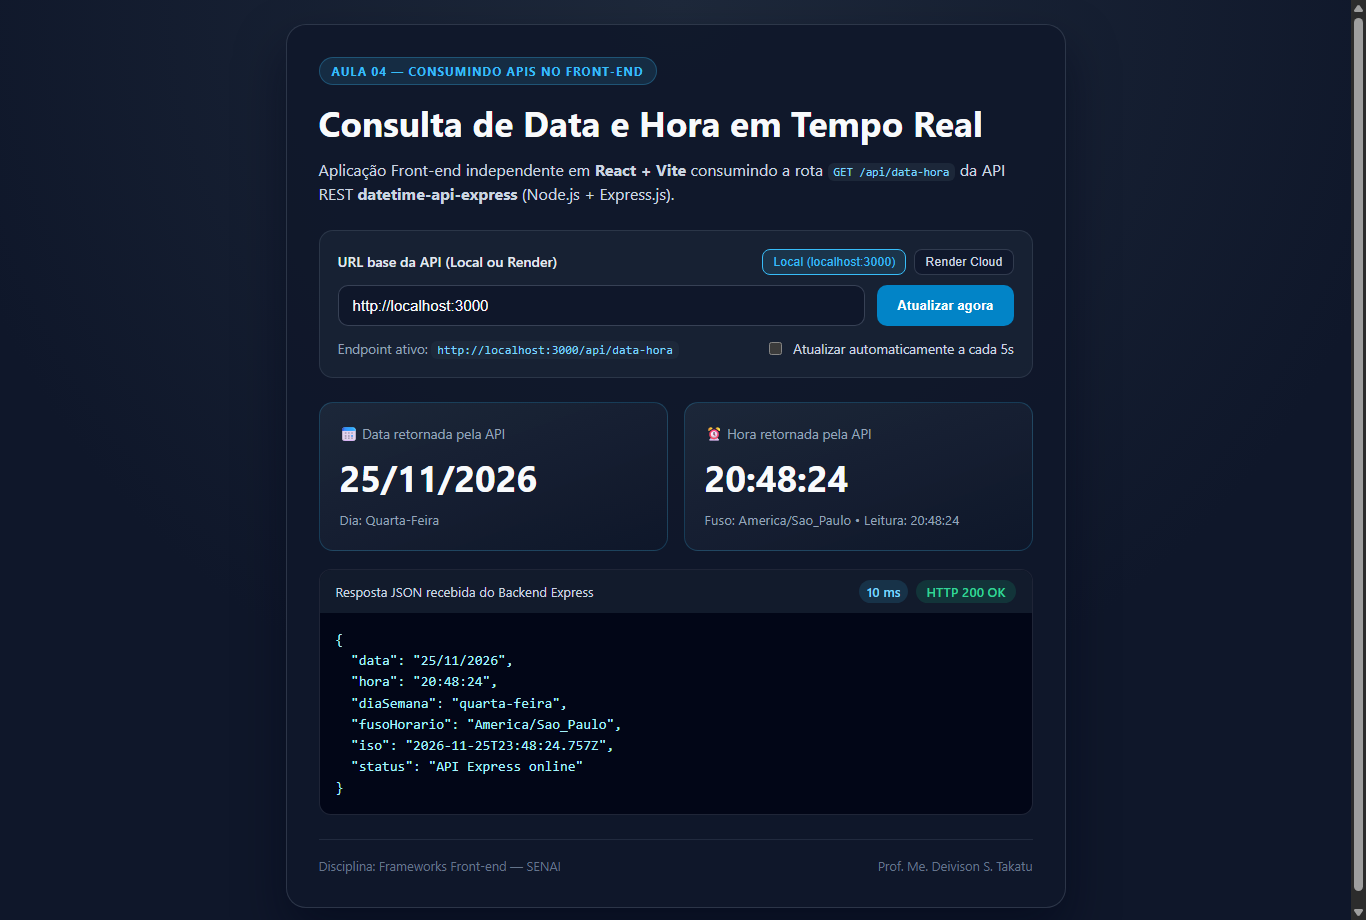 AULA 04 — CONSUMINDO APIS NO FRONT-END
Consulta de Data e Hora em Tempo Real
Aplicação Front-end independente em React + Vite consumindo a rota GET /api/data-hora da API
REST datetime-api-express (Node.js + Express.js).
URL base da API (Local ou Render)
Local (localhost:3000)
Render Cloud
http://localhost:3000
Atualizar agora
Endpoint ativo: http://localhost:3000/api/data-hora
Atualizar automaticamente a cada 5s
Data retornada pela API
25/11/2026
Dia: Quarta-Feira
Hora retornada pela API
20:48:24
Fuso: America/Sao_Paulo • Leitura: 20:48:24
Resposta JSON recebida do Backend Express
10 ms
HTTP 200 OK
{
"data": "25/11/2026",
"hora": "20:48:24",
"diaSemana": "quarta-feira",
"fusoHorario": "America/Sao_Paulo",
"iso": "2026-11-25T23:48:24.757Z",
"status": "API Express online"
}
Disciplina: Frameworks Front-end — SENAI
Prof. Me. Deivison S. Takatu